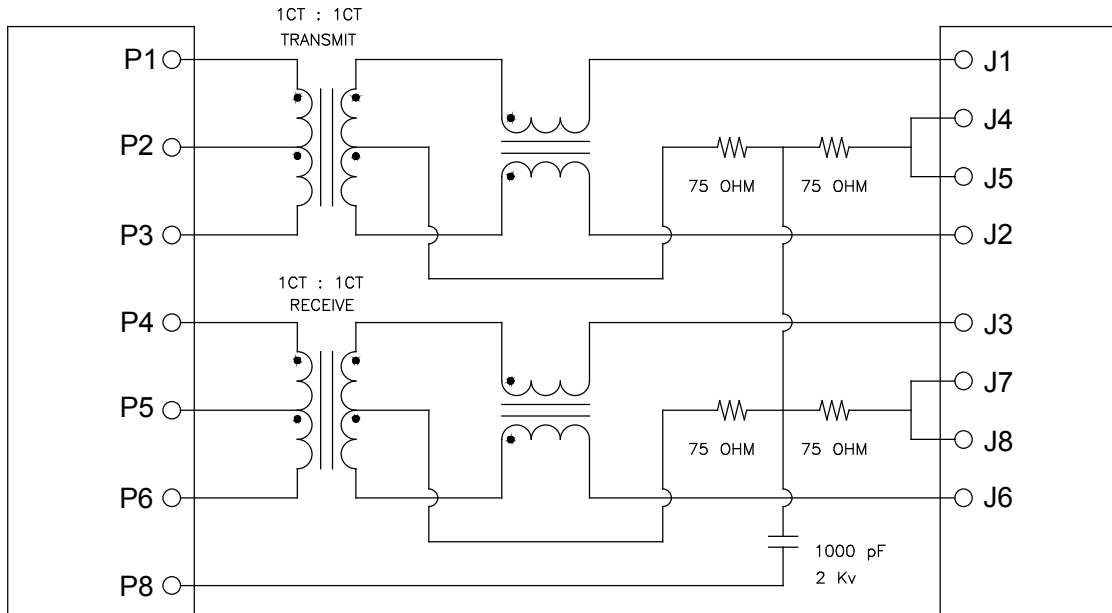 1CT : 1CT
TRANSMIT
P1
J1
J4
P2
75 OHM
75 OHM
J5
P3
J2
1CT : 1CT
RECEIVE
P4
J3
J7
P5
75 OHM
75 OHM
J8
P6
J6
1000 pF
2 Kv
P8